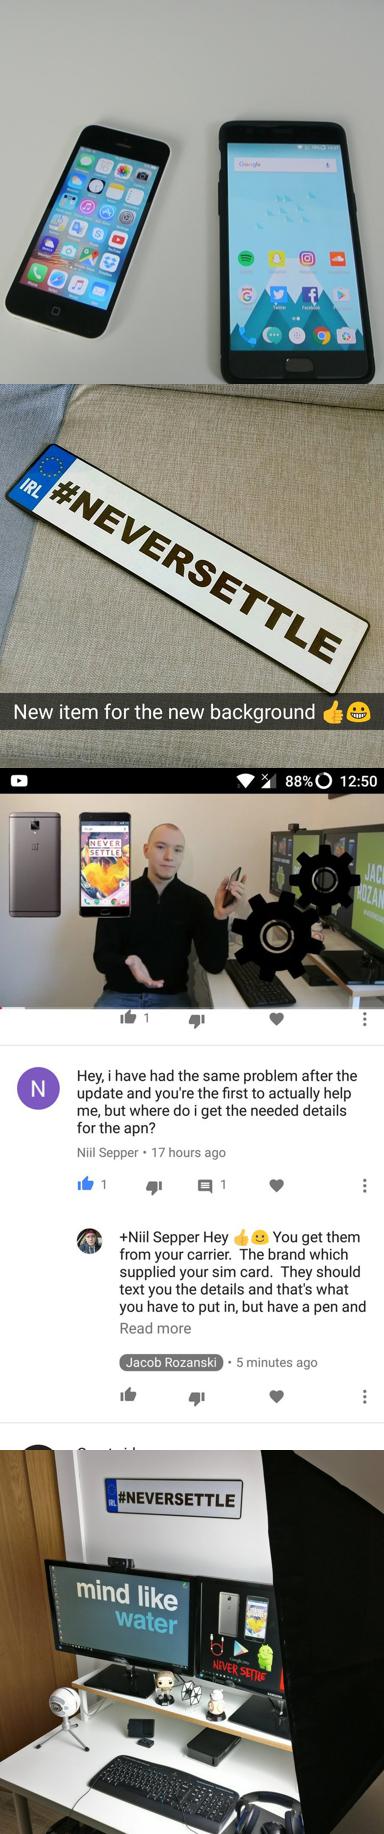 Google
Twitter
Facebook
IRL
#NEVERSETTLE
New item for the new background 👍😀
88% 12:50
NEVER
SETTLE
JAC
ROZAN
1
N
Hey, i have had the same problem after the
update and you're the first to actually help
me, but where do i get the needed details
for the apn?
Niil Sepper • 17 hours ago
1
1
+Niil Sepper Hey 👍🙂 You get them
from your carrier. The brand which
supplied your sim card. They should
text you the details and that's what
you have to put in, but have a pen and
Read more
Jacob Rozanski • 5 minutes ago
IRL
#NEVERSETTLE
mind like
water
NEVER SETTLE